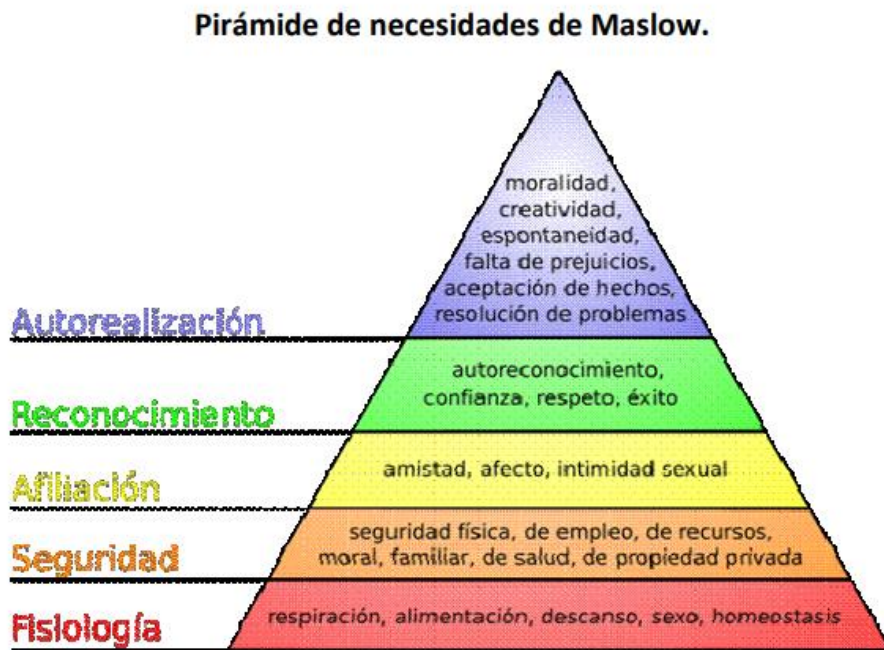 Pirámide de necesidades de Maslow.
moralidad,
creatividad,
espontaneidad,
falta de prejuicios,
aceptación de hechos,
resolución de problemas
Autorealización
autoreconocimiento,
confianza, respeto, éxito
Reconocimiento
amistad, afecto, intimidad sexual
Afiliación
seguridad física, de empleo, de recursos,
moral, familiar, de salud, de propiedad privada
Seguridad
respiración, alimentación, descanso, sexo, homeostasis
Fisiología